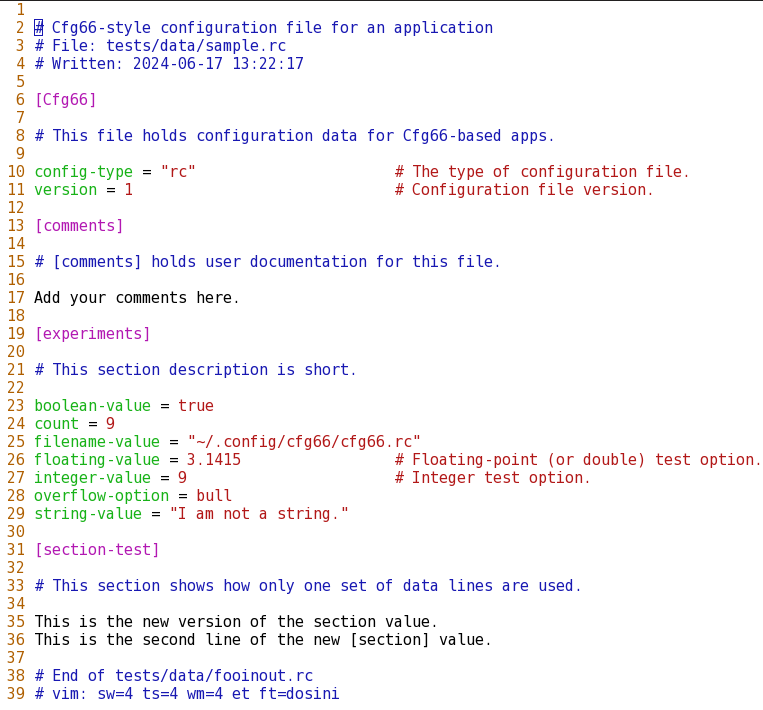 1
2 # Cfg66-style configuration file for an application
3 # File: tests/data/sample.rc
4 # Written: 2024-06-17 13:22:17
5
6 [Cfg66]
7
8 # This file holds configuration data for Cfg66-based apps.
9
10 config-type = "rc" # The type of configuration file.
11 version = 1 # Configuration file version.
12
13 [comments]
14
15 # [comments] holds user documentation for this file.
16
17 Add your comments here.
18
19 [experiments]
20
21 # This section description is short.
22
23 boolean-value = true
24 count = 9
25 filename-value = "~/.config/cfg66/cfg66.rc"
26 floating-value = 3.1415 # Floating-point (or double) test option.
27 integer-value = 9 # Integer test option.
28 overflow-option = bull
29 string-value = "I am not a string."
30
31 [section-test]
32
33 # This section shows how only one set of data lines are used.
34
35 This is the new version of the section value.
36 This is the second line of the new [section] value.
37
38 # End of tests/data/fooinout.rc
39 # vim: sw=4 ts=4 wm=4 et ft=dosini